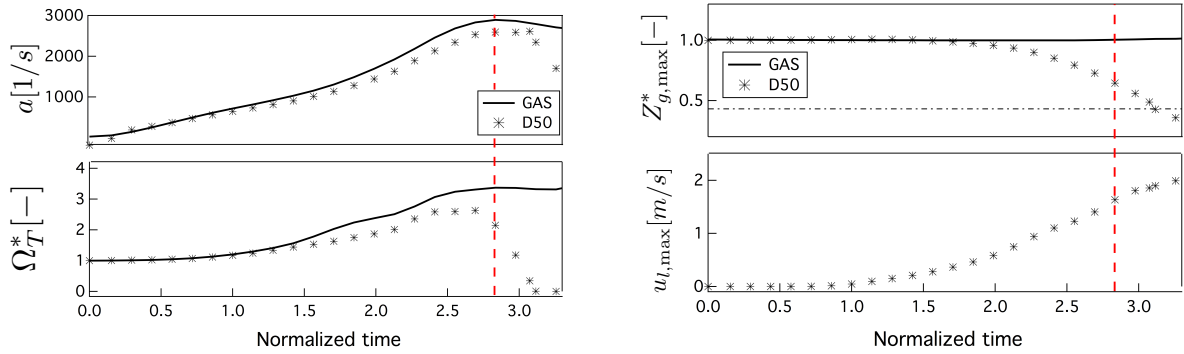 a[1/s]
3000
2000
1000
GAS
D50
Ω*T[—]
4
3
2
1
0
0.0 0.5 1.0 1.5 2.0 2.5 3.0
Normalized time
Z*g,max[—]
1.0
0.5
GAS
D50
ul,max[m/s]
2
1
0
0.0 0.5 1.0 1.5 2.0 2.5 3.0
Normalized time